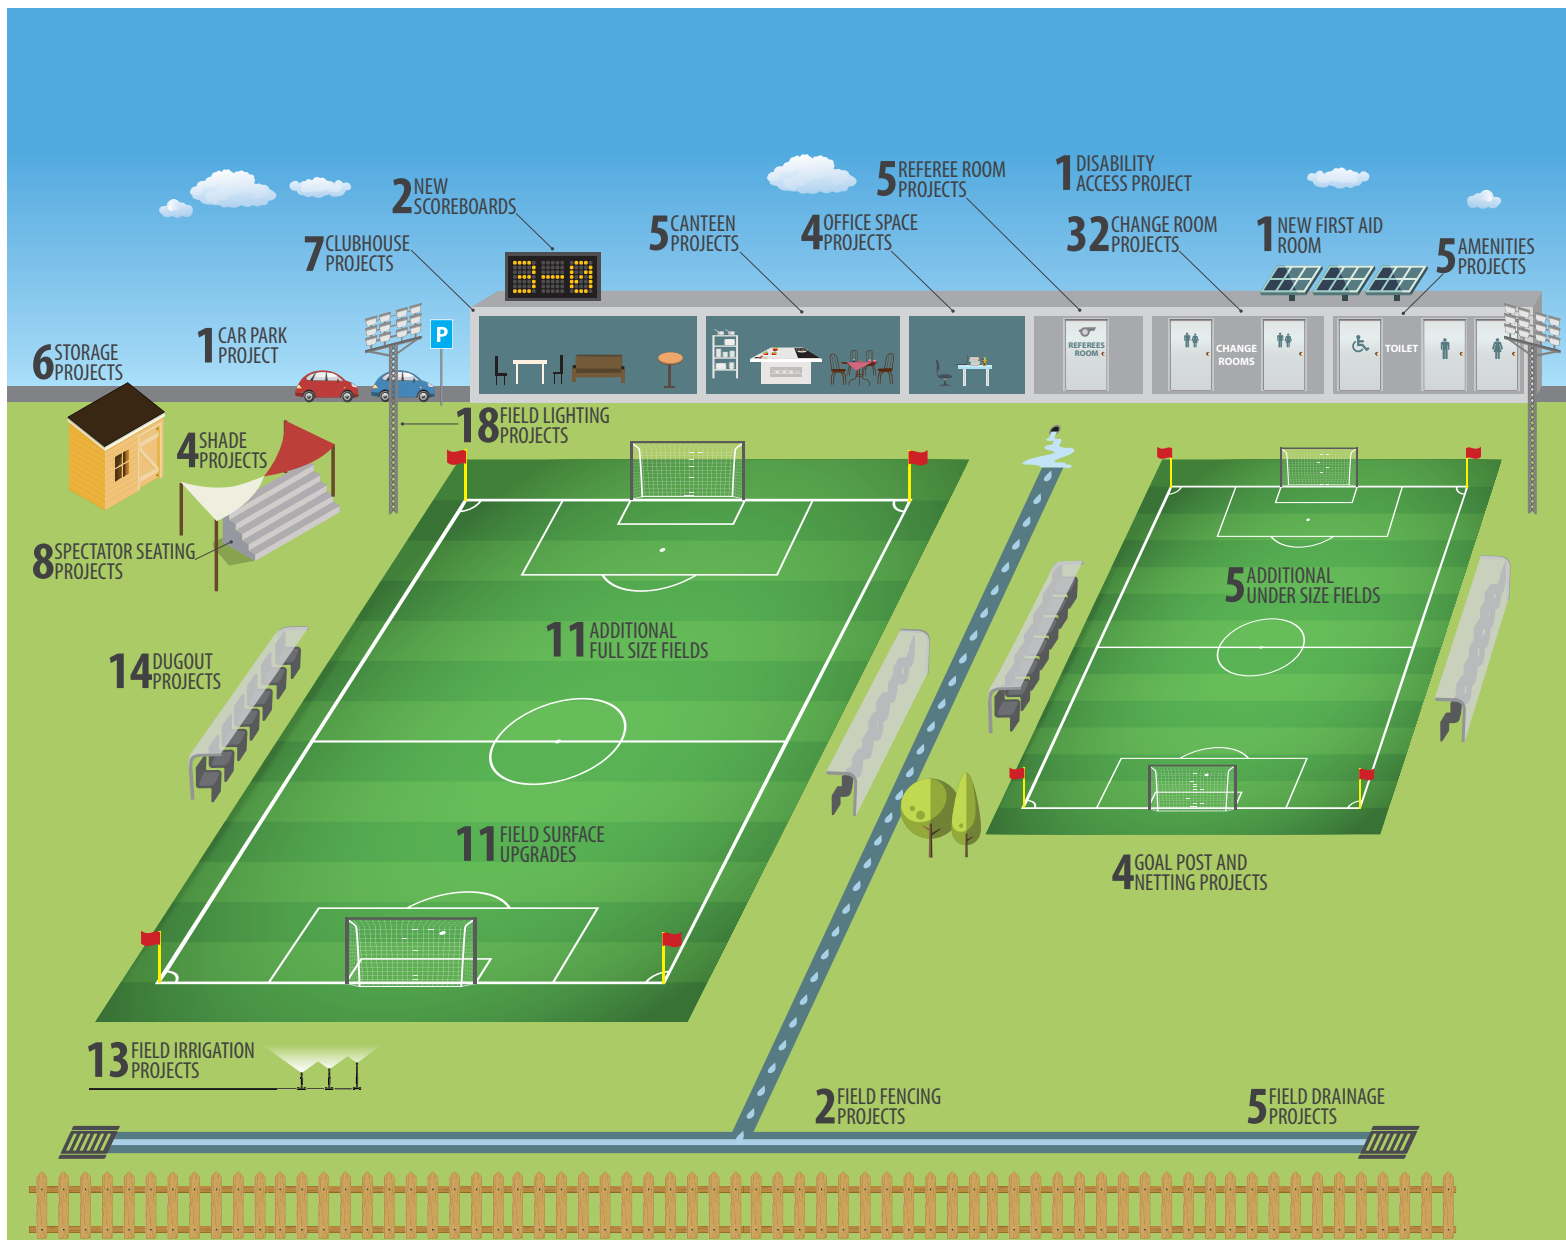 5 REFEREE ROOM
PROJECTS
1 DISABILITY
ACCESS PROJECT
2 NEW
SCOREBOARDS
7 CLUBHOUSE
PROJECTS
5 CANTEEN
PROJECTS
4 OFFICE SPACE
PROJECTS
32 CHANGE ROOM
PROJECTS
1 NEW FIRST AID
ROOM
5 AMENITIES
PROJECTS
3-0
6 STORAGE
PROJECTS
1 CAR PARK
PROJECT
P
REFEREES
ROOM
CHANGE
ROOMS
TOILET
18 FIELD LIGHTING
PROJECTS
4 SHADE
PROJECTS
8 SPECTATOR SEATING
PROJECTS
5 ADDITIONAL
UNDER SIZE FIELDS
11 ADDITIONAL
FULL SIZE FIELDS
14 DUGOUT
PROJECTS
11 FIELD SURFACE
UPGRADES
4 GOAL POST AND
NETTING PROJECTS
13 FIELD IRRIGATION
PROJECTS
2 FIELD FENCING
PROJECTS
5 FIELD DRAINAGE
PROJECTS